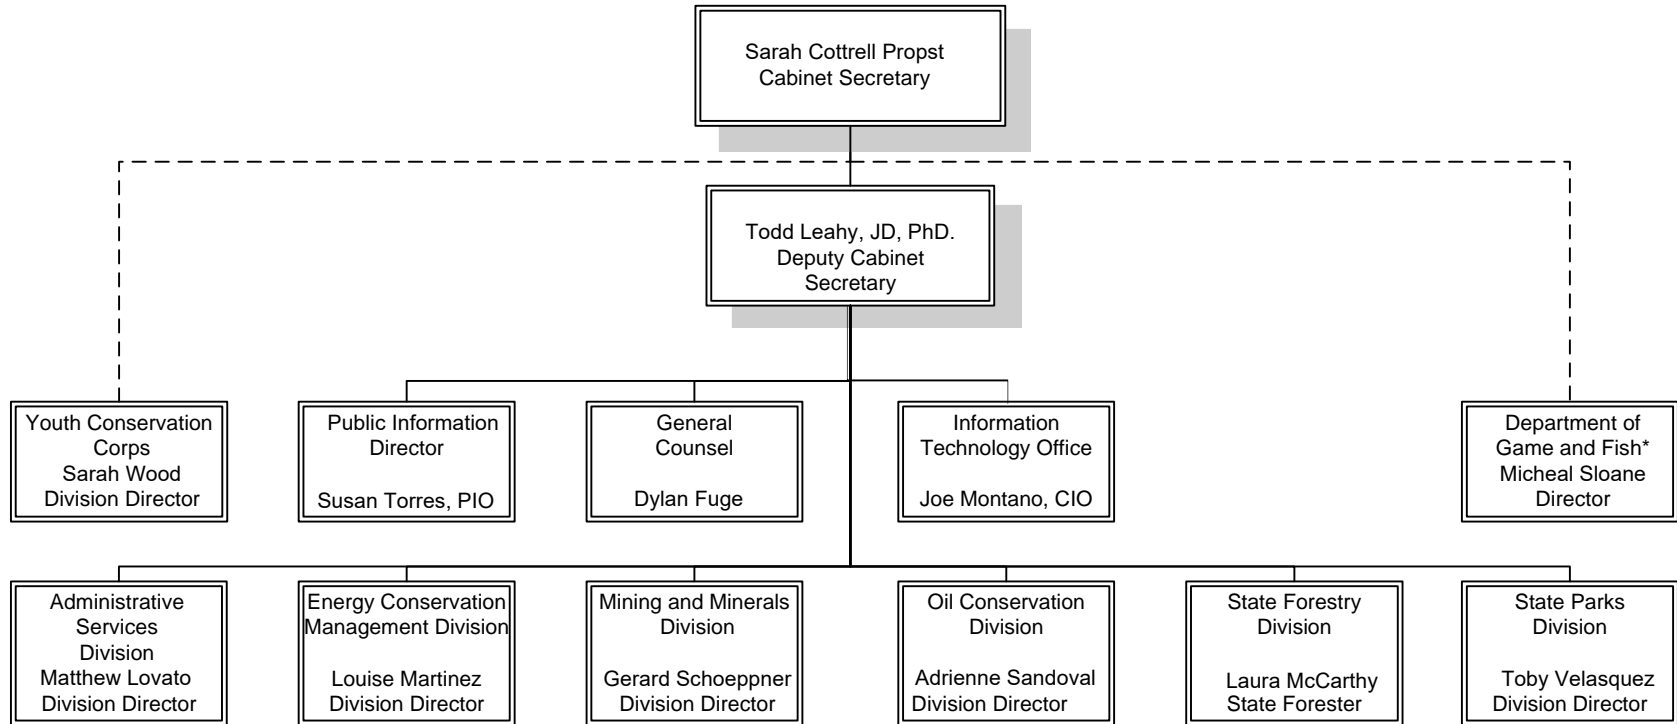 Sarah Cottrell Propst
Cabinet Secretary
Todd Leahy, JD, PhD.
Deputy Cabinet
Secretary
Youth Conservation
Corps
Sarah Wood
Division Director
Public Information
Director
Susan Torres, PIO
General
Counsel
Dylan Fuge
Information
Technology Office
Joe Montano, CIO
Department of
Game and Fish*
Micheal Sloane
Director
Administrative
Services
Division
Matthew Lovato
Division Director
Energy Conservation
Management Division
Louise Martinez
Division Director
Mining and Minerals
Division
Gerard Schoeppner
Division Director
Oil Conservation
Division
Adrienne Sandoval
Division Director
State Forestry
Division
Laura McCarthy
State Forester
State Parks
Division
Toby Velasquez
Division Director